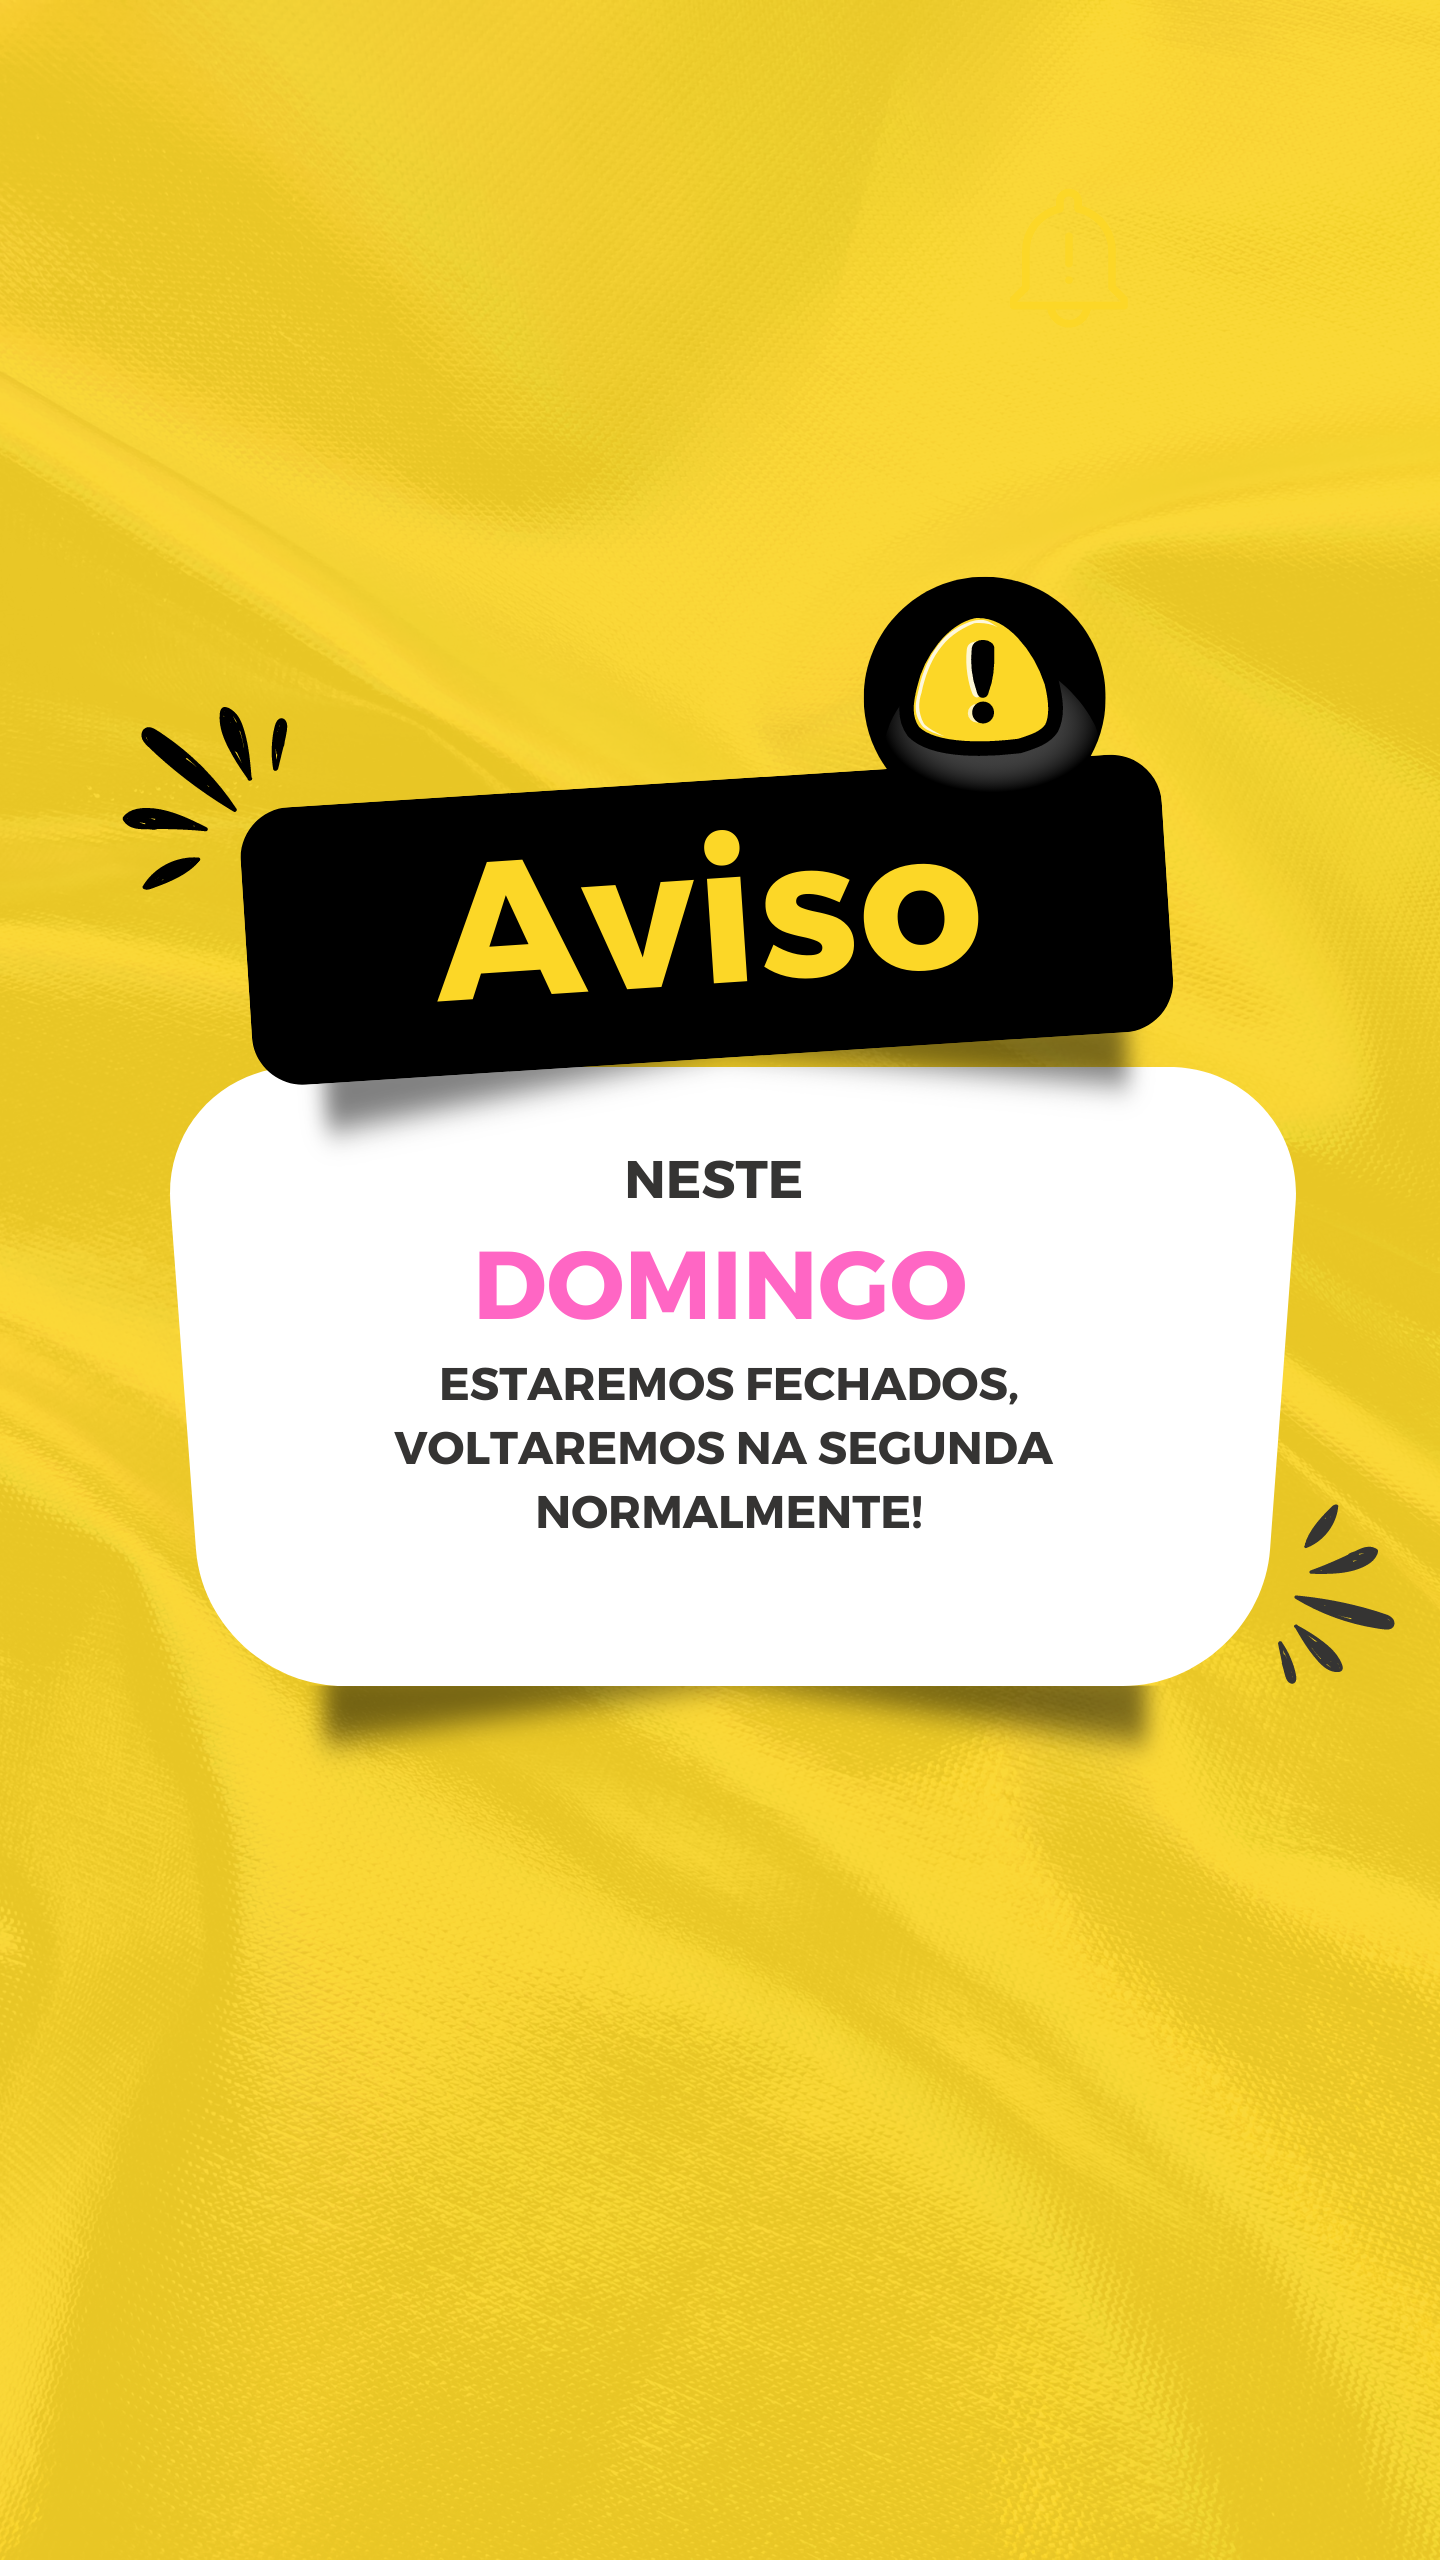 Aviso
NESTE
DOMINGO
ESTAREMOS FECHADOS,
VOLTAREMOS NA SEGUNDA
NORMALMENTE!